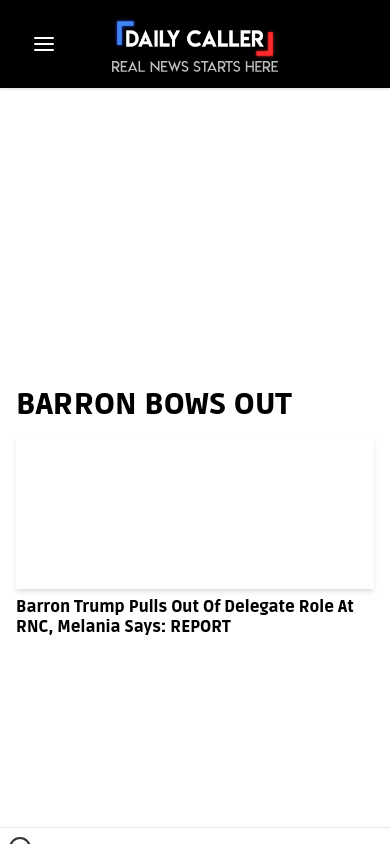 DAILY CALLER
REAL NEWS STARTS HERE
BARRON BOWS OUT
Barron Trump Pulls Out Of Delegate Role At
RNC, Melania Says: REPORT